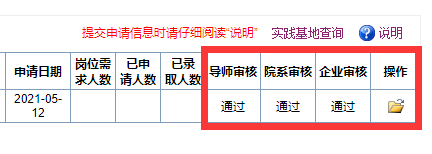 提交申请信息时请仔细阅读“说明” 实践基地查询 说明
申请日期 岗位需求人数 已申请人数 已录取人数 导师审核 院系审核 企业审核 操作
2021-05-12 通过 通过 通过